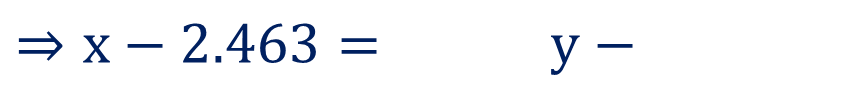 ⇒ x − 2.463 = y −